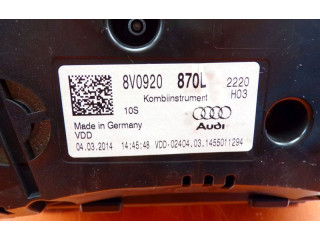 8V0920 870L 2220
Kombiinstrument H03
10S
Made in Germany
VDD Audi
04.03.2014 14:45:48 VDD-02404.03.1455011294